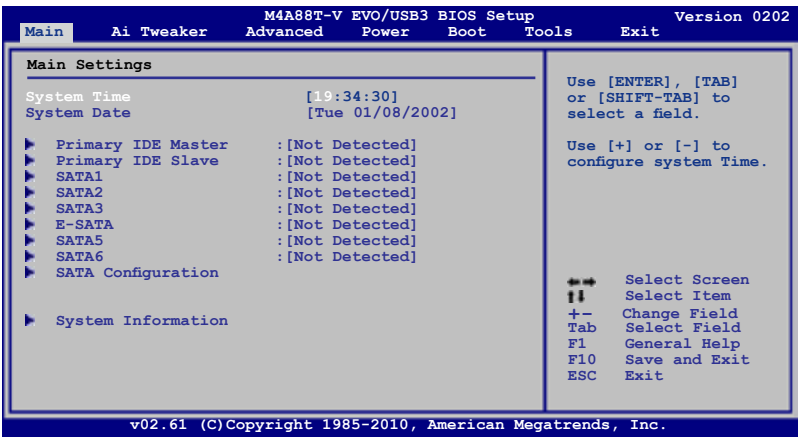 M4A88T-V EVO/USB3 BIOS Setup Version 0202
Main Ai Tweaker Advanced Power Boot Tools Exit
Main Settings
System Time [19:34:30]
System Date [Tue 01/08/2002]
Primary IDE Master :[Not Detected]
Primary IDE Slave :[Not Detected]
SATA1 :[Not Detected]
SATA2 :[Not Detected]
SATA3 :[Not Detected]
E-SATA :[Not Detected]
SATA5 :[Not Detected]
SATA6 :[Not Detected]
SATA Configuration
System Information
Use [ENTER], [TAB]
or [SHIFT-TAB] to
select a field.
Use [+] or [-] to
configure system Time.
←→ Select Screen
↑↓ Select Item
+- Change Field
Tab Select Field
F1 General Help
F10 Save and Exit
ESC Exit
v02.61 (C)Copyright 1985-2010, American Megatrends, Inc.